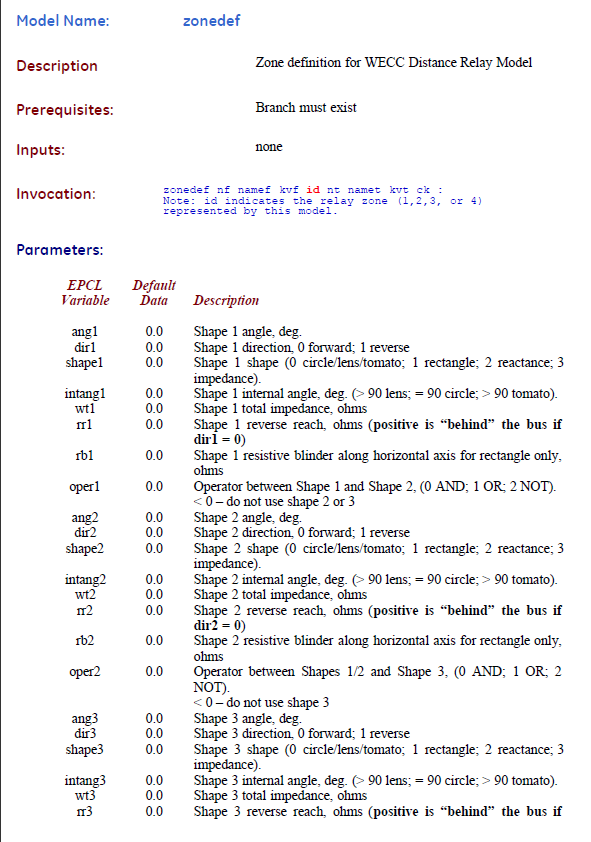 Model Name: zonedef
Description Zone definition for WECC Distance Relay Model
Prerequisites: Branch must exist
Inputs: none
Invocation: zonedef nf namef kvf id nt namet kvt ck :
Note: id indicates the relay zone (1,2,3, or 4)
represented by this model.
Parameters:
EPCL Default
Variable Data Description
ang1 0.0 Shape 1 angle, deg.
dir1 0.0 Shape 1 direction, 0 forward; 1 reverse
shape1 0.0 Shape 1 shape (0 circle/lens/tomato; 1 rectangle; 2 reactance; 3
impedance).
intang1 0.0 Shape 1 internal angle, deg. (> 90 lens; = 90 circle; > 90 tomato).
wt1 0.0 Shape 1 total impedance, ohms
rr1 0.0 Shape 1 reverse reach, ohms (positive is “behind” the bus if
dir1 = 0)
rb1 0.0 Shape 1 resistive blinder along horizontal axis for rectangle only,
ohms
oper1 0.0 Operator between Shape 1 and Shape 2, (0 AND; 1 OR; 2 NOT).
< 0 – do not use shape 2 or 3
ang2 0.0 Shape 2 angle, deg.
dir2 0.0 Shape 2 direction, 0 forward; 1 reverse
shape2 0.0 Shape 2 shape (0 circle/lens/tomato; 1 rectangle; 2 reactance; 3
impedance).
intang2 0.0 Shape 2 internal angle, deg. (> 90 lens; = 90 circle; > 90 tomato).
wt2 0.0 Shape 2 total impedance, ohms
rr2 0.0 Shape 2 reverse reach, ohms (positive is “behind” the bus if
dir2 = 0)
rb2 0.0 Shape 2 resistive blinder along horizontal axis for rectangle only,
ohms
oper2 0.0 Operator between Shapes 1/2 and Shape 3, (0 AND; 1 OR; 2
NOT).
< 0 – do not use shape 3
ang3 0.0 Shape 3 angle, deg.
dir3 0.0 Shape 3 direction, 0 forward; 1 reverse
shape3 0.0 Shape 3 shape (0 circle/lens/tomato; 1 rectangle; 2 reactance; 3
impedance).
intang3 0.0 Shape 3 internal angle, deg. (> 90 lens; = 90 circle; > 90 tomato).
wt3 0.0 Shape 3 total impedance, ohms
rr3 0.0 Shape 3 reverse reach, ohms (positive is “behind” the bus if